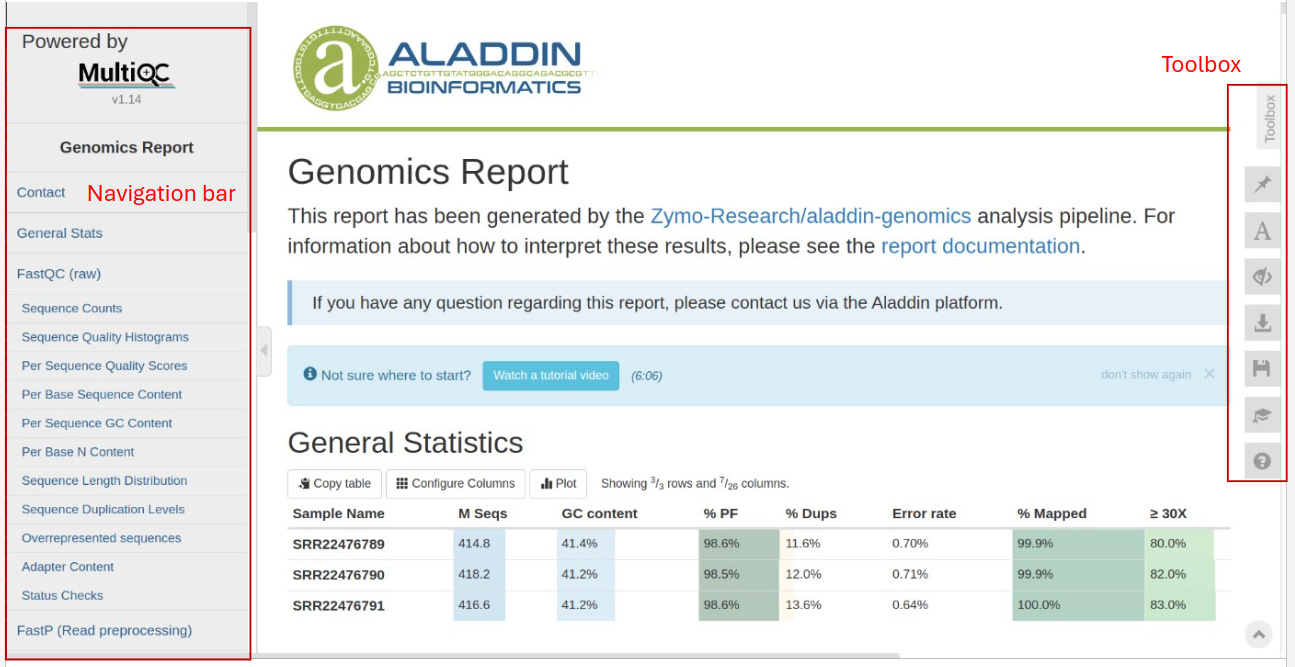 Powered by
MultiQC
v1.14
Genomics Report
Contact
Navigation bar
General Stats
FastQC (raw)
Sequence Counts
Sequence Quality Histograms
Per Sequence Quality Scores
Per Base Sequence Content
Per Sequence GC Content
Per Base N Content
Sequence Length Distribution
Sequence Duplication Levels
Overrepresented sequences
Adapter Content
Status Checks
FastP (Read preprocessing)
a
ALADDIN
BIOINFORMATICS
Genomics Report
This report has been generated by the Zymo-Research/aladdin-genomics analysis pipeline. For
information about how to interpret these results, please see the report documentation.
If you have any question regarding this report, please contact us via the Aladdin platform.
Not sure where to start? Watch a tutorial video (6:06) don't show again ×
General Statistics
Copy table Configure Columns Plot Showing 3/3 rows and 7/26 columns.
Sample Name M Seqs GC content % PF % Dups Error rate % Mapped ≥ 30X
SRR22476789 414.8 41.4% 98.6% 11.6% 0.70% 99.9% 80.0%
SRR22476790 418.2 41.2% 98.5% 12.0% 0.71% 99.9% 82.0%
SRR22476791 416.6 41.2% 98.6% 13.6% 0.64% 100.0% 83.0%
Toolbox
Toolbox
A